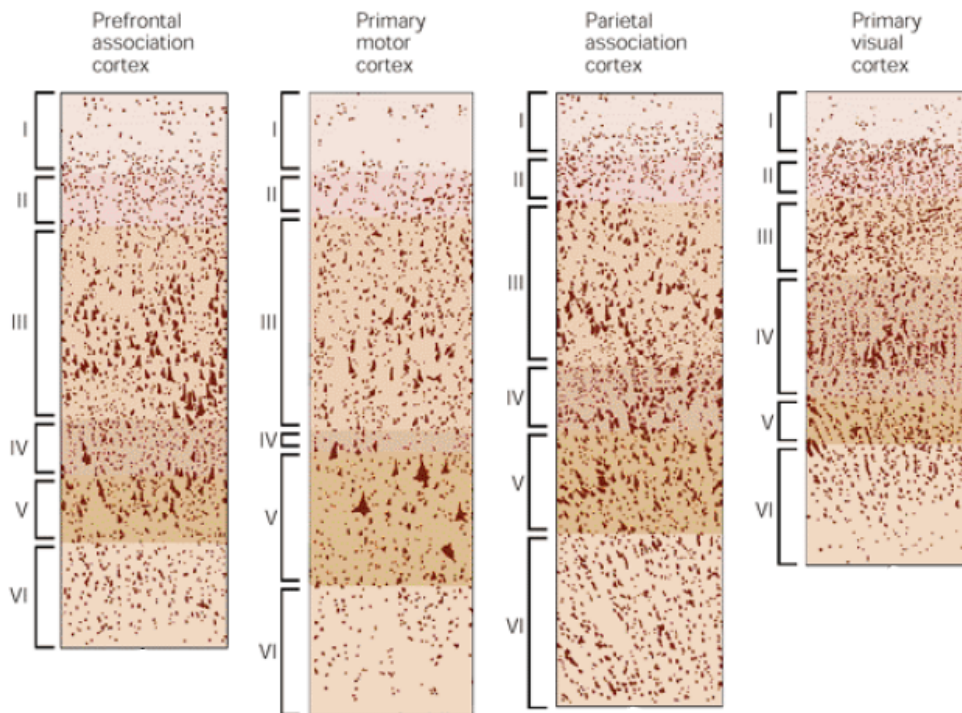 Prefrontal
association
cortex
Primary
motor
cortex
Parietal
association
cortex
Primary
visual
cortex
I
II
III
IV
V
VI
I
II
III
IV
V
VI
I
II
III
IV
V
VI
I
II
III
IV
V
VI